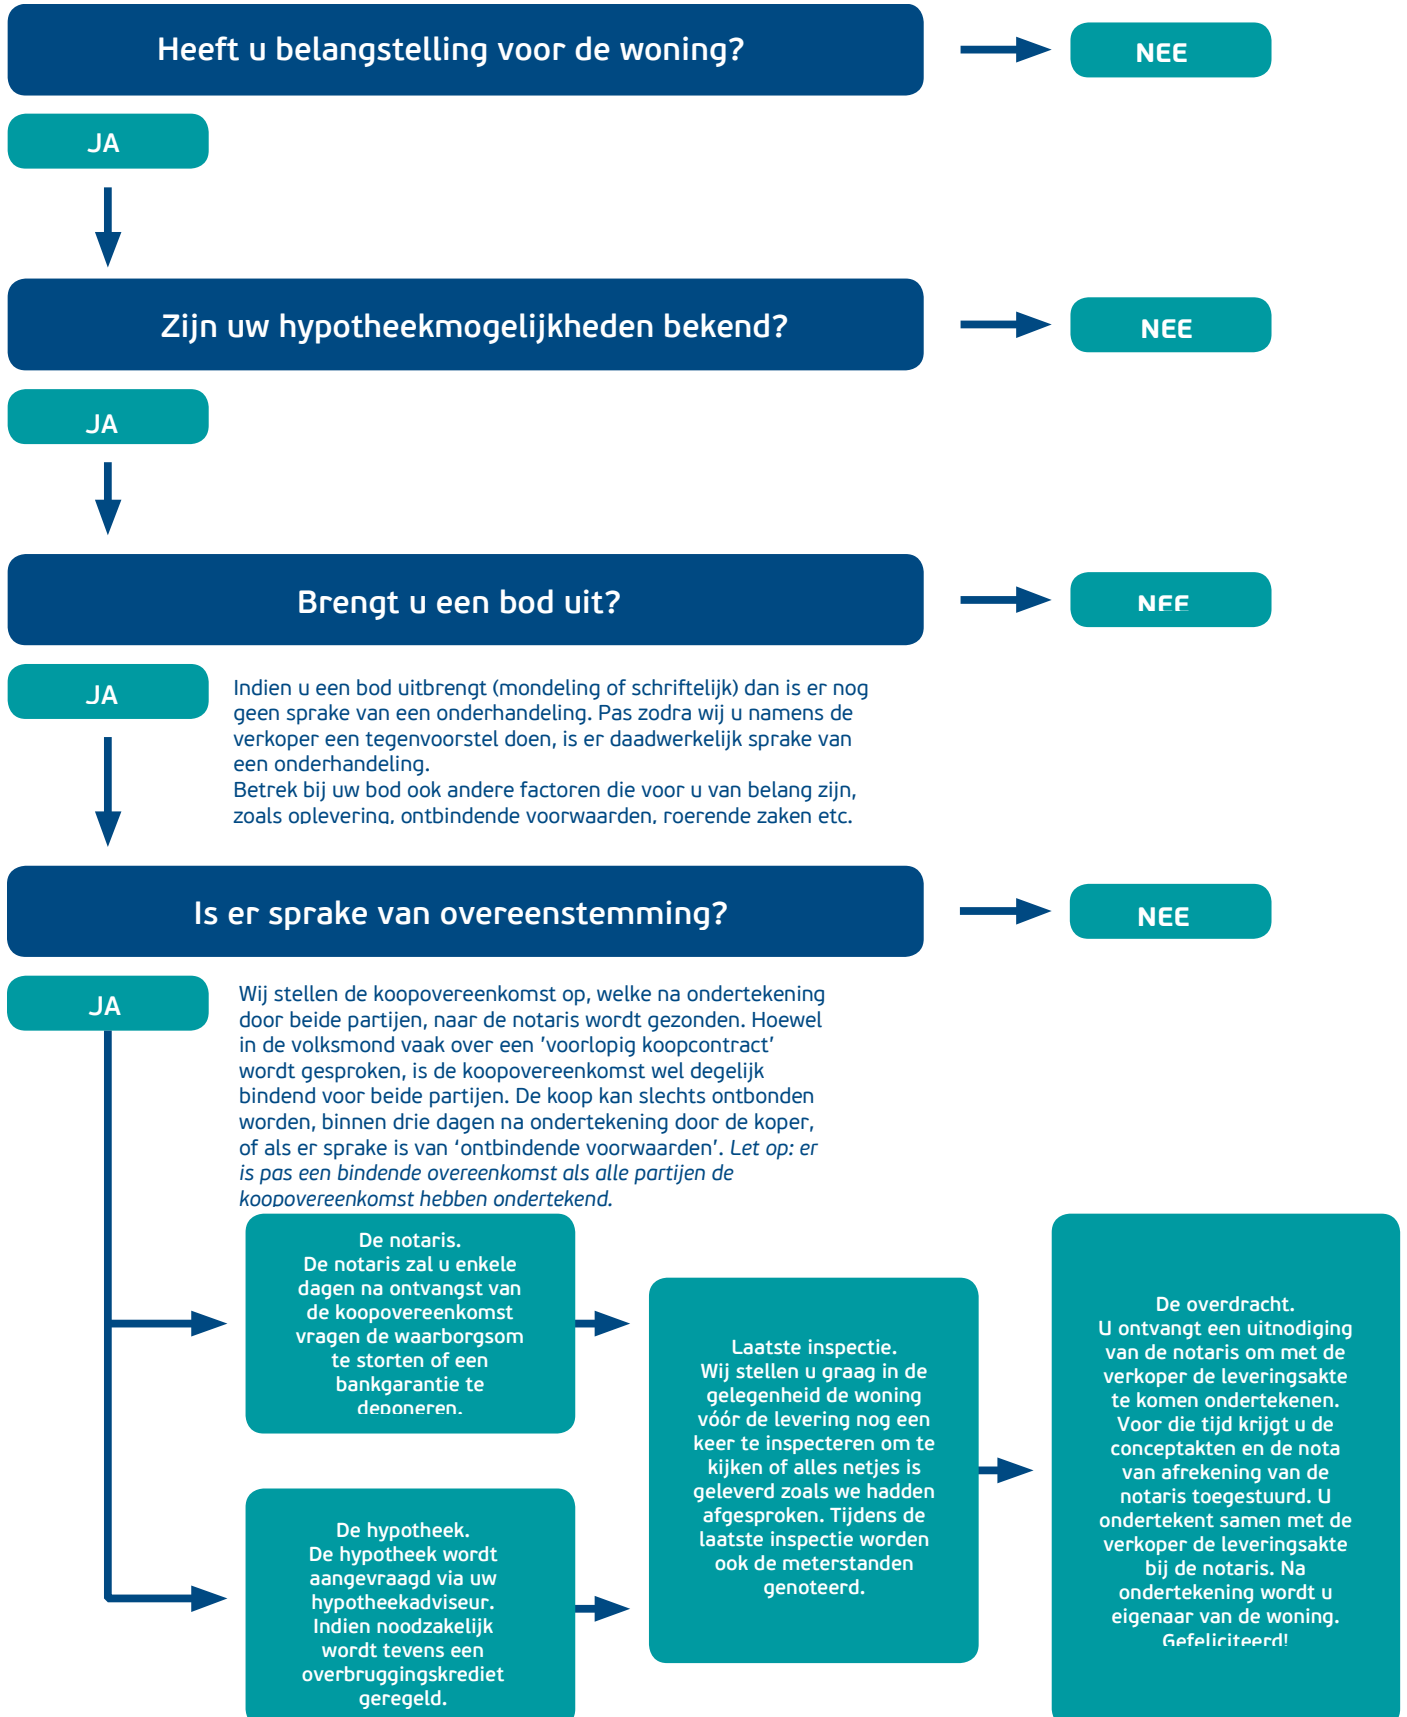 Heeft u belangstelling voor de woning?
NEE
JA
Zijn uw hypotheekmogelijkheden bekend?
NEE
JA
Brengt u een bod uit?
NEE
JA
Indien u een bod uitbrengt (mondeling of schriftelijk) dan is er nog
geen sprake van een onderhandeling. Pas zodra wij u namens de
verkoper een tegenvoorstel doen, is er daadwerkelijk sprake van
een onderhandeling.
Betrek bij uw bod ook andere factoren die voor u van belang zijn,
zoals oplevering, ontbindende voorwaarden, roerende zaken etc.
Is er sprake van overeenstemming?
NEE
JA
Wij stellen de koopovereenkomst op, welke na ondertekening
door beide partijen, naar de notaris wordt gezonden. Hoewel
in de volksmond vaak over een 'voorlopig koopcontract'
wordt gesproken, is de koopovereenkomst wel degelijk
bindend voor beide partijen. De koop kan slechts ontbonden
worden, binnen drie dagen na ondertekening door de koper,
of als er sprake is van ‘ontbindende voorwaarden’. Let op: er
is pas een bindende overeenkomst als alle partijen de
koopovereenkomst hebben ondertekend.
De notaris.
De notaris zal u enkele
dagen na ontvangst van
de koopovereenkomst
vragen de waarborgsom
te storten of een
bankgarantie te
deponeren.
De hypotheek.
De hypotheek wordt
aangevraagd via uw
hypotheekadviseur.
Indien noodzakelijk
wordt tevens een
overbruggingskrediet
geregeld.
Laatste inspectie.
Wij stellen u graag in de
gelegenheid de woning
vóór de levering nog een
keer te inspecteren om te
kijken of alles netjes is
geleverd zoals we hadden
afgesproken. Tijdens de
laatste inspectie worden
ook de meterstanden
genoteerd.
De overdracht.
U ontvangt een uitnodiging
van de notaris om met de
verkoper de leveringsakte
te komen ondertekenen.
Voor die tijd krijgt u de
conceptakten en de nota
van afrekening van de
notaris toegestuurd. U
ondertekent samen met de
verkoper de leveringsakte
bij de notaris. Na
ondertekening wordt u
eigenaar van de woning.
Gefeliciteerd!